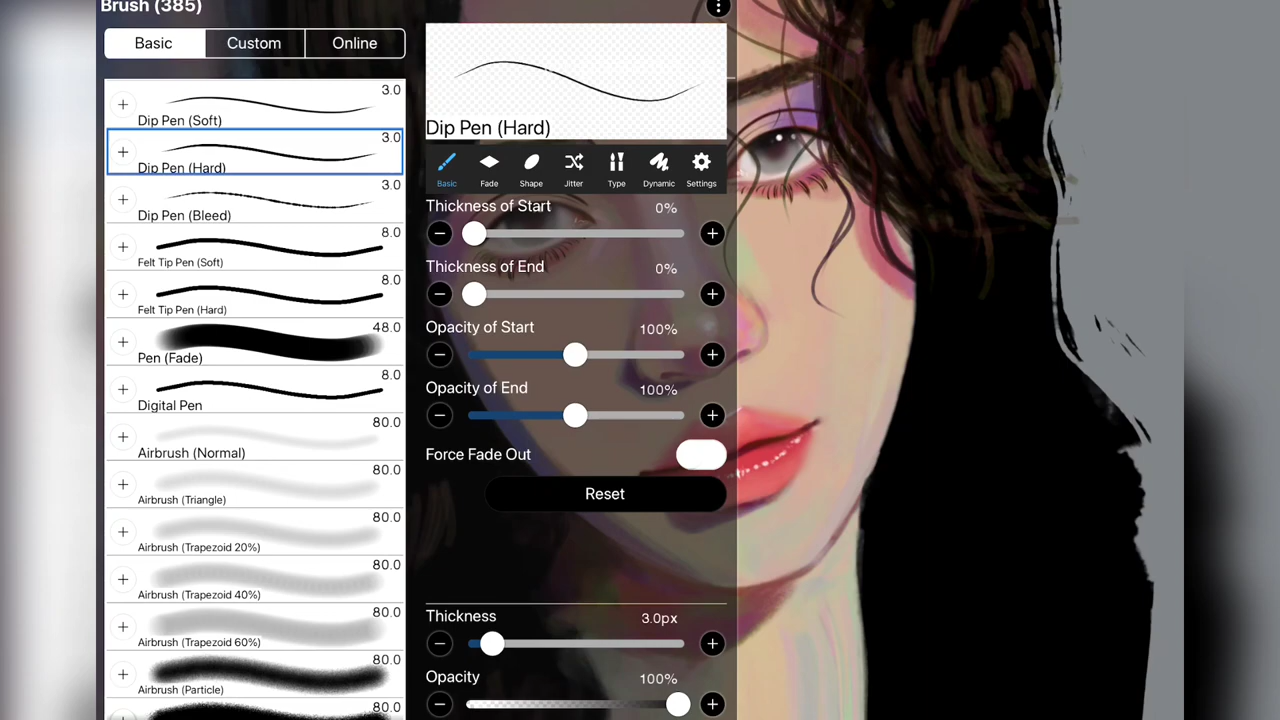 Brush (385)
Basic Custom Online
3.0
Dip Pen (Soft)
3.0
Dip Pen (Hard)
3.0
Dip Pen (Bleed)
8.0
Felt Tip Pen (Soft)
8.0
Felt Tip Pen (Hard)
48.0
Pen (Fade)
8.0
Digital Pen
80.0
Airbrush (Normal)
80.0
Airbrush (Triangle)
80.0
Airbrush (Trapezoid 20%)
80.0
Airbrush (Trapezoid 40%)
80.0
Airbrush (Trapezoid 60%)
80.0
Airbrush (Particle)
80.0
Dip Pen (Hard)
Basic Fade Shape Jitter Type Dynamic Settings
Thickness of Start 0%
Thickness of End 0%
Opacity of Start 100%
Opacity of End 100%
Force Fade Out
Reset
Thickness 3.0px
Opacity 100%